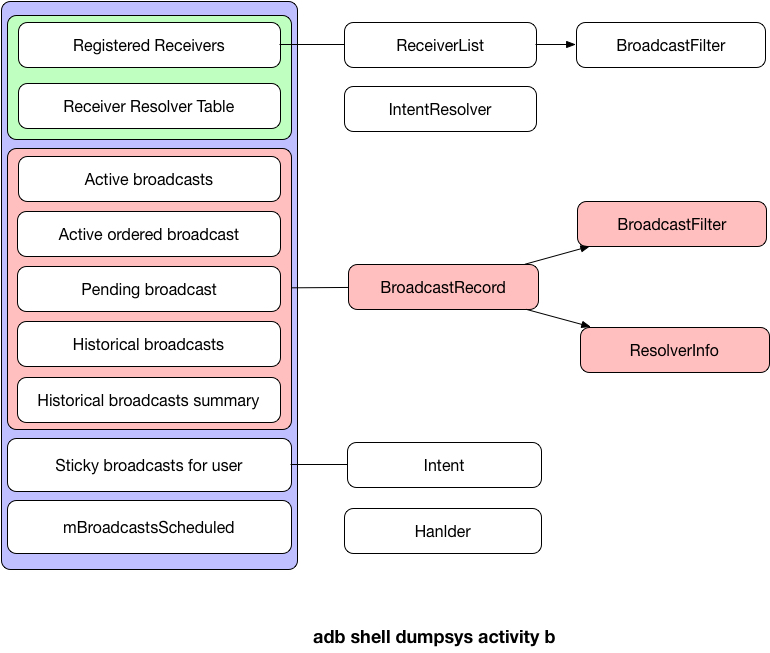 Registered Receivers
ReceiverList
BroadcastFilter
Receiver Resolver Table
IntentResolver
Active broadcasts
Active ordered broadcast
BroadcastFilter
Pending broadcast
BroadcastRecord
Historical broadcasts
ResolverInfo
Historical broadcasts summary
Sticky broadcasts for user
Intent
mBroadcastsScheduled
Hanlder
adb shell dumpsys activity b